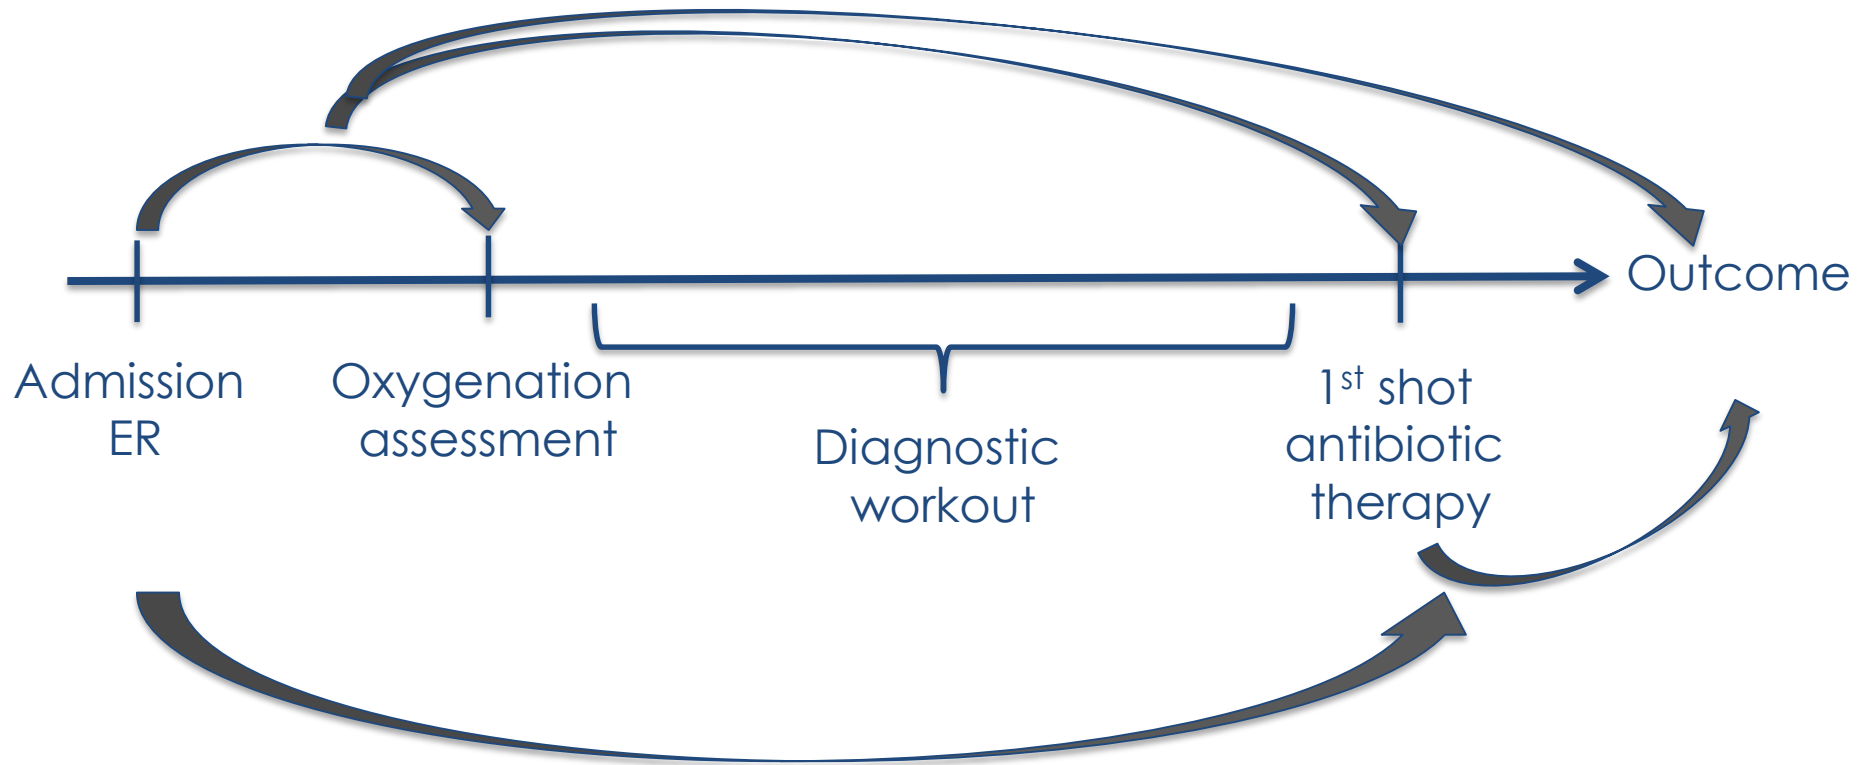 Outcome
Admission
ER
Oxygenation
assessment
Diagnostic
workout
1st shot
antibiotic
therapy